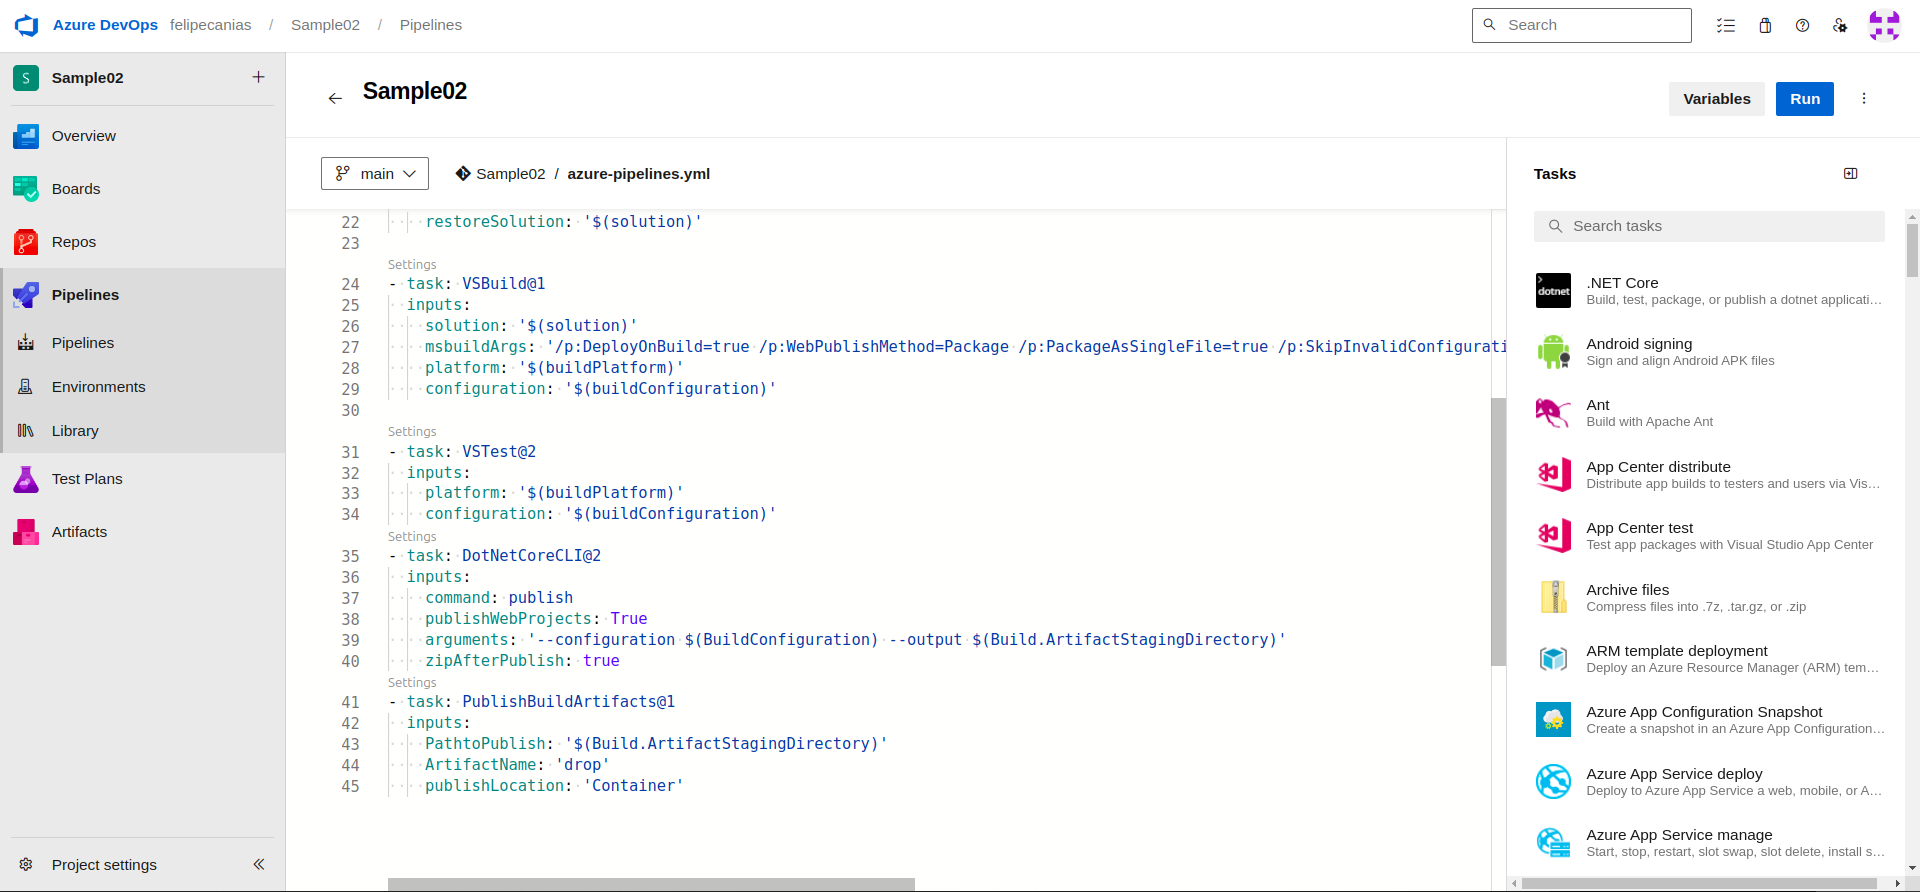 Azure DevOps felipecanias / Sample02 / Pipelines Search
S Sample02 +
Overview
Boards
Repos
Pipelines
Pipelines
Environments
Library
Test Plans
Artifacts
Project settings
Sample02
Variables Run
main Sample02 / azure-pipelines.yml
22 restoreSolution: '$(solution)'
23
Settings
24 - task: VSBuild@1
25 inputs:
26 solution: '$(solution)'
27 msbuildArgs: '/p:DeployOnBuild=true /p:WebPublishMethod=Package /p:PackageAsSingleFile=true /p:SkipInvalidConfigurati
28 platform: '$(buildPlatform)'
29 configuration: '$(buildConfiguration)'
30
Settings
31 - task: VSTest@2
32 inputs:
33 platform: '$(buildPlatform)'
34 configuration: '$(buildConfiguration)'
Settings
35 - task: DotNetCoreCLI@2
36 inputs:
37 command: publish
38 publishWebProjects: True
39 arguments: '--configuration $(BuildConfiguration) --output $(Build.ArtifactStagingDirectory)'
40 zipAfterPublish: true
Settings
41 - task: PublishBuildArtifacts@1
42 inputs:
43 PathtoPublish: '$(Build.ArtifactStagingDirectory)'
44 ArtifactName: 'drop'
45 publishLocation: 'Container'
Tasks
Search tasks
dotnet
.NET Core
Build, test, package, or publish a dotnet applicati…
Android signing
Sign and align Android APK files
Ant
Build with Apache Ant
App Center distribute
Distribute app builds to testers and users via Vis…
App Center test
Test app packages with Visual Studio App Center
Archive files
Compress files into .7z, .tar.gz, or .zip
ARM template deployment
Deploy an Azure Resource Manager (ARM) tem…
Azure App Configuration Snapshot
Create a snapshot in an Azure App Configuration…
Azure App Service deploy
Deploy to Azure App Service a web, mobile, or A…
Azure App Service manage
Start, stop, restart, slot swap, slot delete, install s…